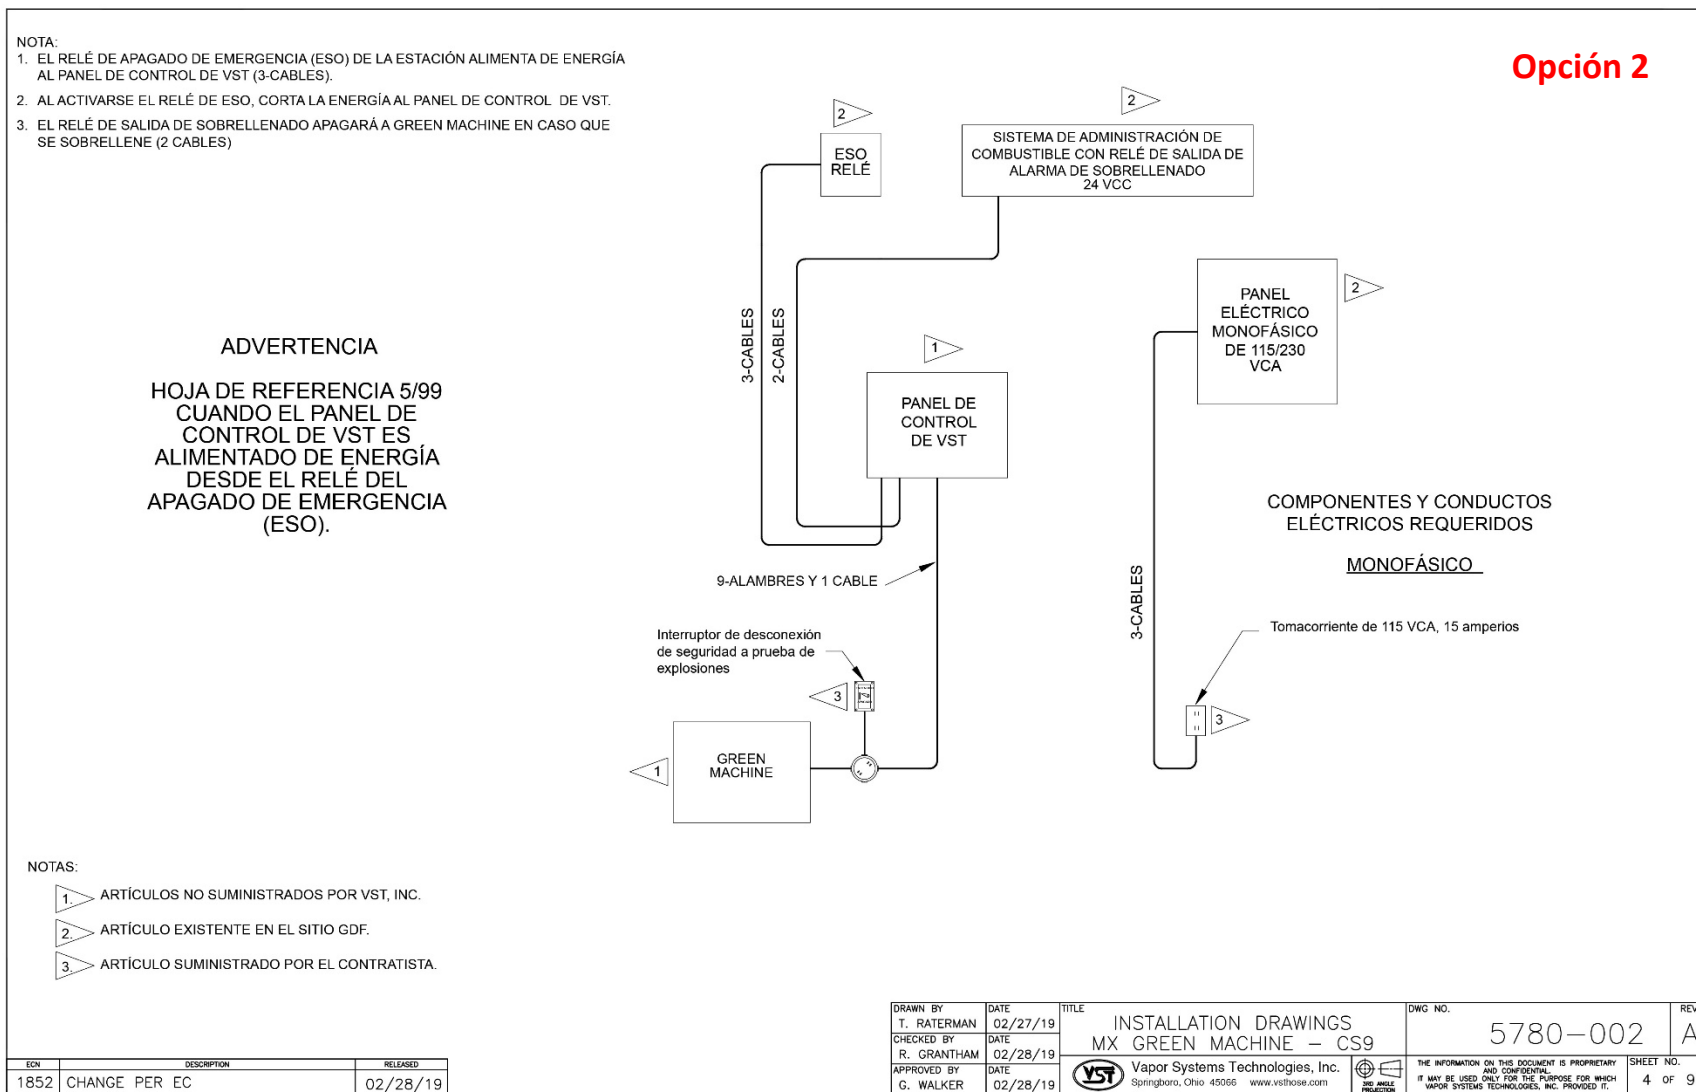 NOTA:
1. EL RELÉ DE APAGADO DE EMERGENCIA (ESO) DE LA ESTACIÓN ALIMENTA DE ENERGÍA
AL PANEL DE CONTROL DE VST (3-CABLES).
2. AL ACTIVARSE EL RELÉ DE ESO, CORTA LA ENERGÍA AL PANEL DE CONTROL DE VST.
3. EL RELÉ DE SALIDA DE SOBRELLENADO APAGARÁ A GREEN MACHINE EN CASO QUE
SE SOBRELLENE (2 CABLES)
Opción 2
2
ESO
RELÉ
2
SISTEMA DE ADMINISTRACIÓN DE
COMBUSTIBLE CON RELÉ DE SALIDA DE
ALARMA DE SOBRELLENADO
24 VCC
PANEL
ELÉCTRICO
MONOFÁSICO
DE 115/230
VCA
2
3-CABLES
2-CABLES
1
PANEL DE
CONTROL
DE VST
ADVERTENCIA
HOJA DE REFERENCIA 5/99
CUANDO EL PANEL DE
CONTROL DE VST ES
ALIMENTADO DE ENERGÍA
DESDE EL RELÉ DEL
APAGADO DE EMERGENCIA
(ESO).
COMPONENTES Y CONDUCTOS
ELÉCTRICOS REQUERIDOS
MONOFÁSICO
9-ALAMBRES Y 1 CABLE
3-CABLES
Interruptor de desconexión
de seguridad a prueba de
explosiones
3
Tomacorriente de 115 VCA, 15 amperios
3
GREEN
MACHINE
1
NOTAS:
1. ARTÍCULOS NO SUMINISTRADOS POR VST, INC.
2. ARTÍCULO EXISTENTE EN EL SITIO GDF.
3. ARTÍCULO SUMINISTRADO POR EL CONTRATISTA.
ECN DESCRIPTION RELEASED
1852 CHANGE PER EC 02/28/19
DRAWN BY DATE
T. RATERMAN 02/27/19
CHECKED BY DATE
R. GRANTHAM 02/28/19
APPROVED BY DATE
G. WALKER 02/28/19
TITLE
INSTALLATION DRAWINGS
MX GREEN MACHINE – CS9
VST
Vapor Systems Technologies, Inc.
Springboro, Ohio 45066 www.vsthose.com
3RD ANGLE
PROJECTION
DWG NO.
5780-002
REV
A
THE INFORMATION ON THIS DOCUMENT IS PROPRIETARY
AND CONFIDENTIAL.
IT MAY BE USED ONLY FOR THE PURPOSE FOR WHICH
VAPOR SYSTEMS TECHNOLOGIES, INC. PROVIDED IT.
SHEET NO.
4 OF 9